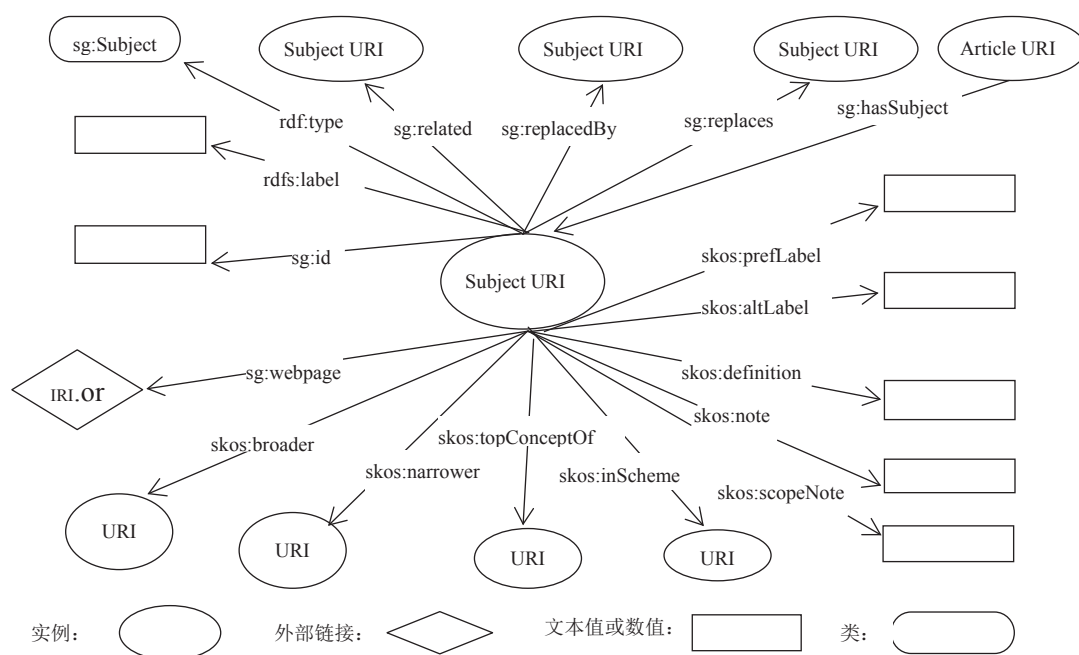 sg:Subject
Subject URI
Subject URI
Subject URI
Article URI
rdf:type
sg:related
sg:replacedBy
sg:replaces
sg:hasSubject
rdfs:label
sg:id
Subject URI
skos:prefLabel
skos:altLabel
sg:webpage
IRI.or
skos:definition
skos:note
skos:broader
skos:narrower
skos:topConceptOf
skos:inScheme
skos:scopeNote
URI
URI
URI
URI
实例：
外部链接：
文本值或数值：
类：